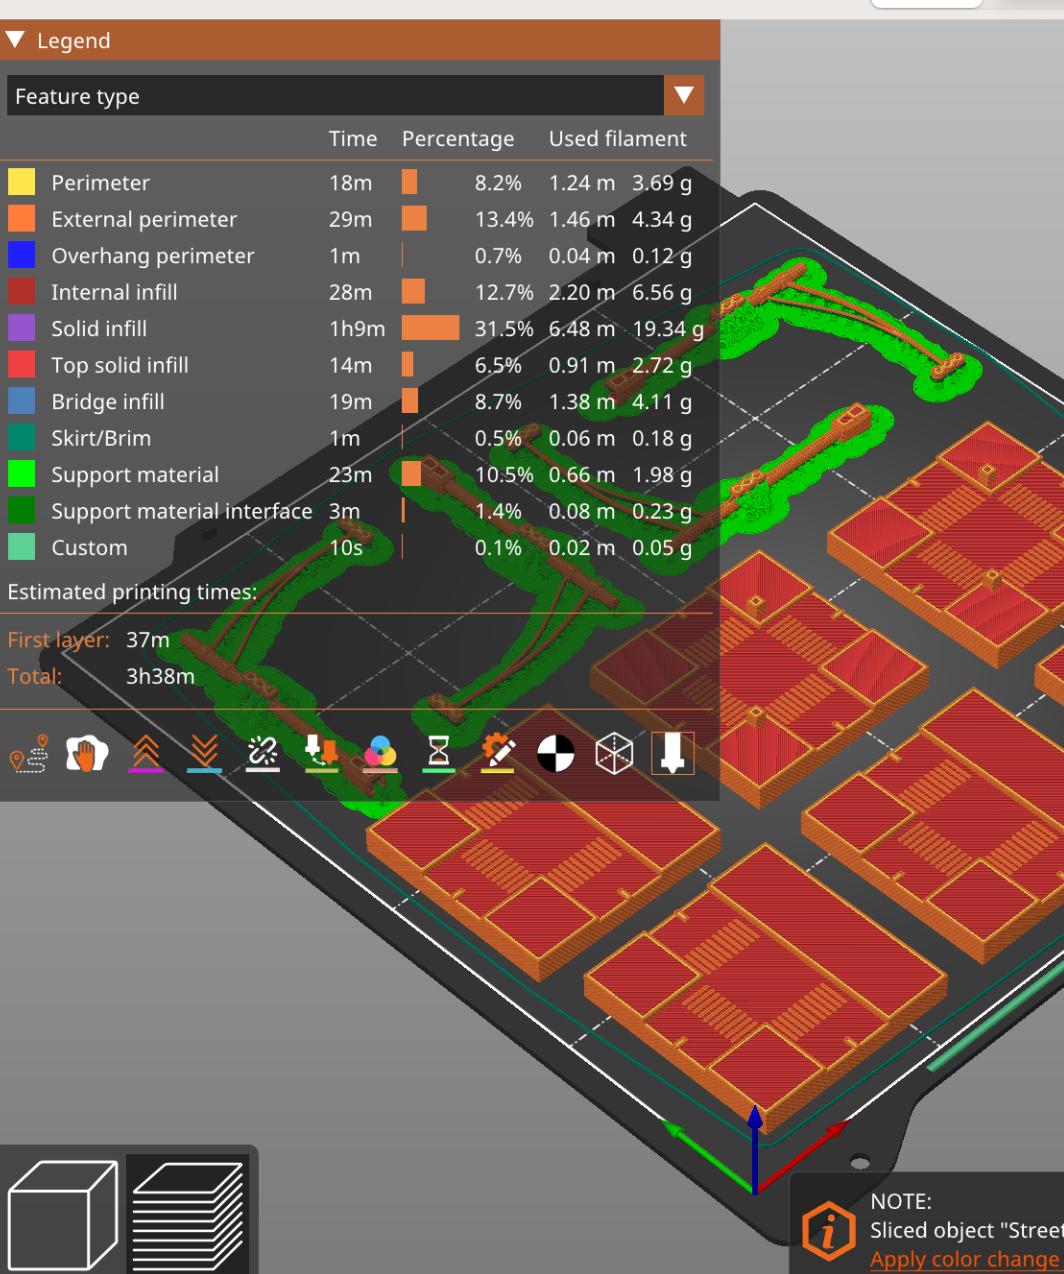 Legend
Feature type
Time Percentage Used filament
Perimeter 18m 8.2% 1.24 m 3.69 g
External perimeter 29m 13.4% 1.46 m 4.34 g
Overhang perimeter 1m 0.7% 0.04 m 0.12 g
Internal infill 28m 12.7% 2.20 m 6.56 g
Solid infill 1h9m 31.5% 6.48 m 19.34 g
Top solid infill 14m 6.5% 0.91 m 2.72 g
Bridge infill 19m 8.7% 1.38 m 4.11 g
Skirt/Brim 1m 0.5% 0.06 m 0.18 g
Support material 23m 10.5% 0.66 m 1.98 g
Support material interface 3m 1.4% 0.08 m 0.23 g
Custom 10s 0.1% 0.02 m 0.05 g
Estimated printing times:
First layer: 37m
Total: 3h38m
NOTE:
Sliced object "Street
Apply color change